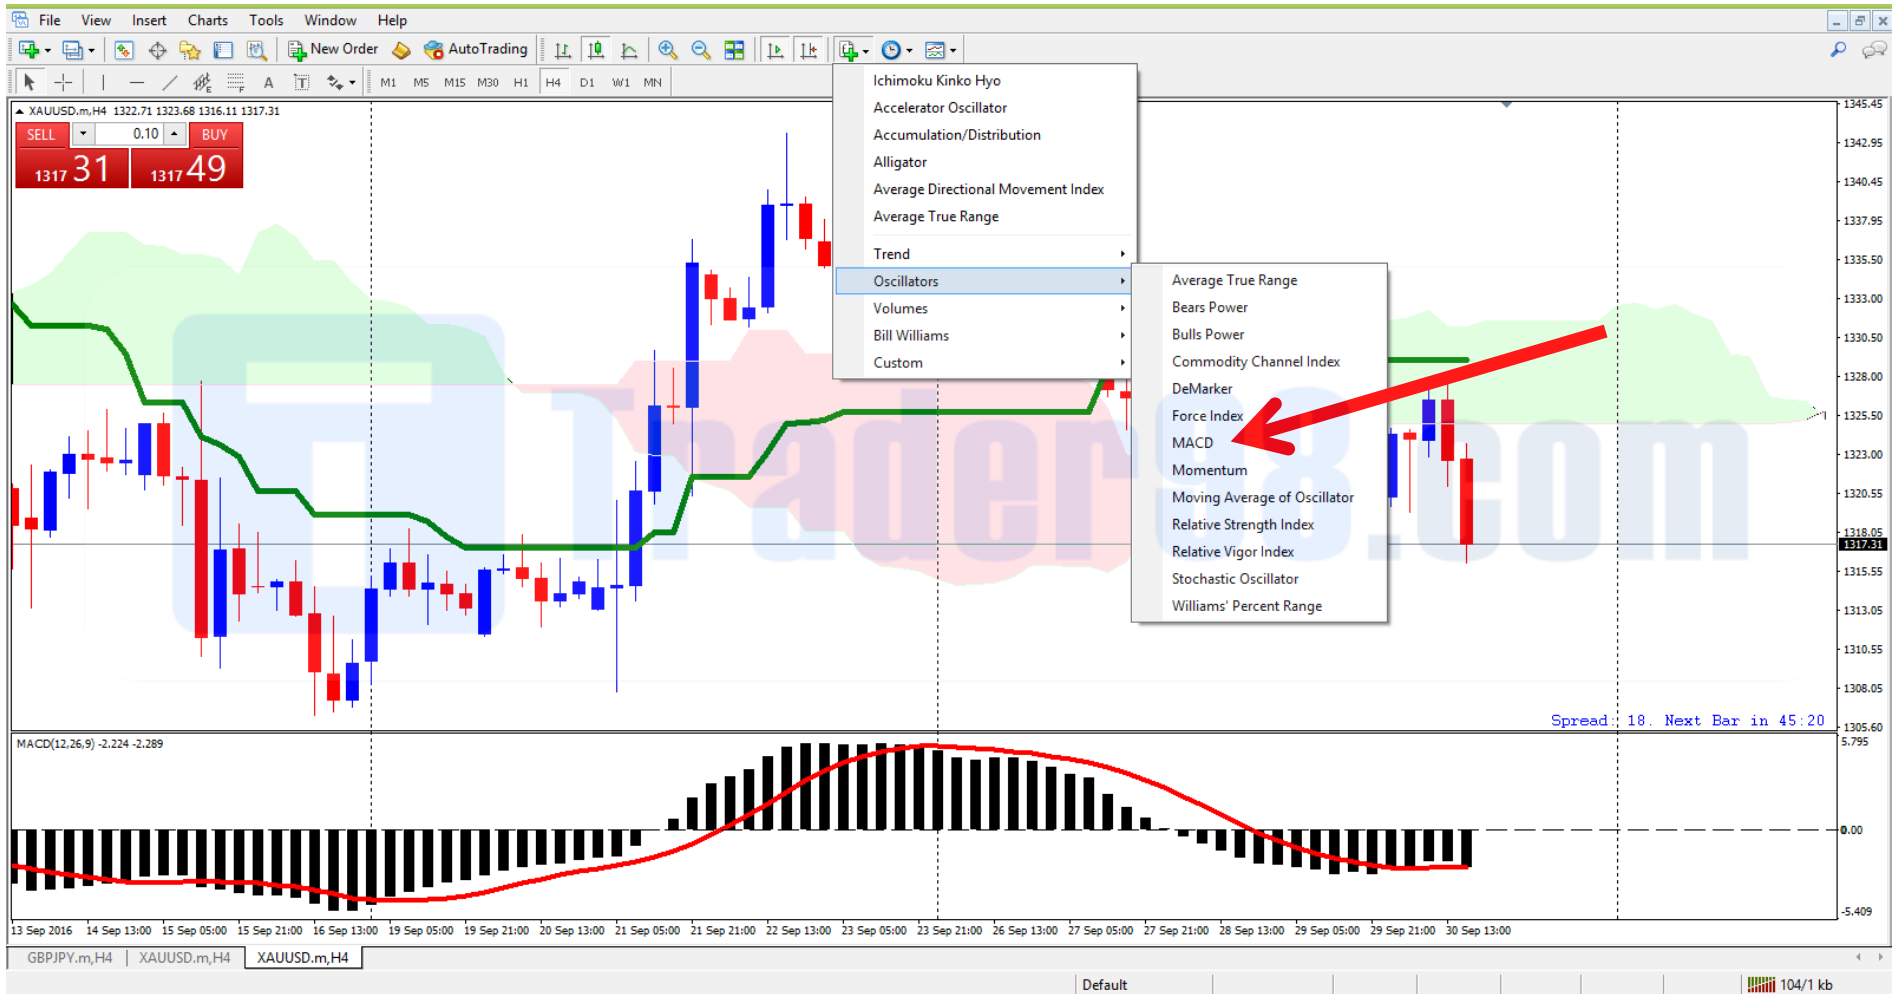 File View Insert Charts Tools Window Help
New Order AutoTrading
A T M1 M5 M15 M30 H1 H4 D1 W1 MN
XAUUSD.m,H4 1322.71 1323.68 1316.11 1317.31
SELL 0.10 BUY
1317 31 1317 49
Ichimoku Kinko Hyo
Accelerator Oscillator
Accumulation/Distribution
Alligator
Average Directional Movement Index
Average True Range
Trend
Oscillators
Volumes
Bill Williams
Custom
Average True Range
Bears Power
Bulls Power
Commodity Channel Index
DeMarker
Force Index
MACD
Momentum
Moving Average of Oscillator
Relative Strength Index
Relative Vigor Index
Stochastic Oscillator
Williams' Percent Range
Trader98.com
1345.45
1342.95
1340.45
1337.95
1335.50
1333.00
1330.50
1328.00
1325.50
1323.00
1320.55
1318.05
1317.31
1315.55
1313.05
1310.55
1308.05
1305.60
Spread: 18. Next Bar in 45:20
MACD(12,26,9) -2.224 -2.289
5.795
0.00
-5.409
13 Sep 2016 14 Sep 13:00 15 Sep 05:00 15 Sep 21:00 16 Sep 13:00 19 Sep 05:00 19 Sep 21:00 20 Sep 13:00 21 Sep 05:00 21 Sep 21:00 22 Sep 13:00 23 Sep 05:00 23 Sep 21:00 26 Sep 13:00 27 Sep 05:00 27 Sep 21:00 28 Sep 13:00 29 Sep 05:00 29 Sep 21:00 30 Sep 13:00
GBPJPY.m,H4 XAUUSD.m,H4 XAUUSD.m,H4
Default 104/1 kb